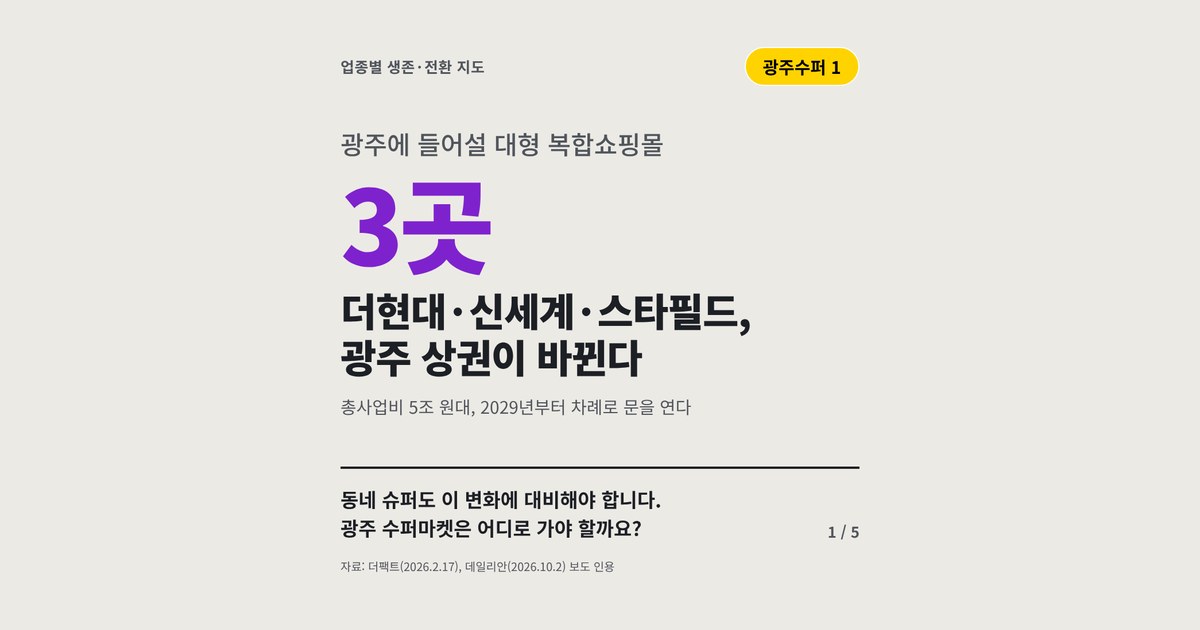 업종별 생존·전환 지도
광주수퍼 1
광주에 들어설 대형 복합쇼핑몰
3곳
더현대·신세계·스타필드,
광주 상권이 바뀐다
총사업비 5조 원대, 2029년부터 차례로 문을 연다
동네 슈퍼도 이 변화에 대비해야 합니다.
광주 수퍼마켓은 어디로 가야 할까요?
1 / 5
자료: 더팩트(2026.2.17), 데일리안(2026.10.2) 보도 인용